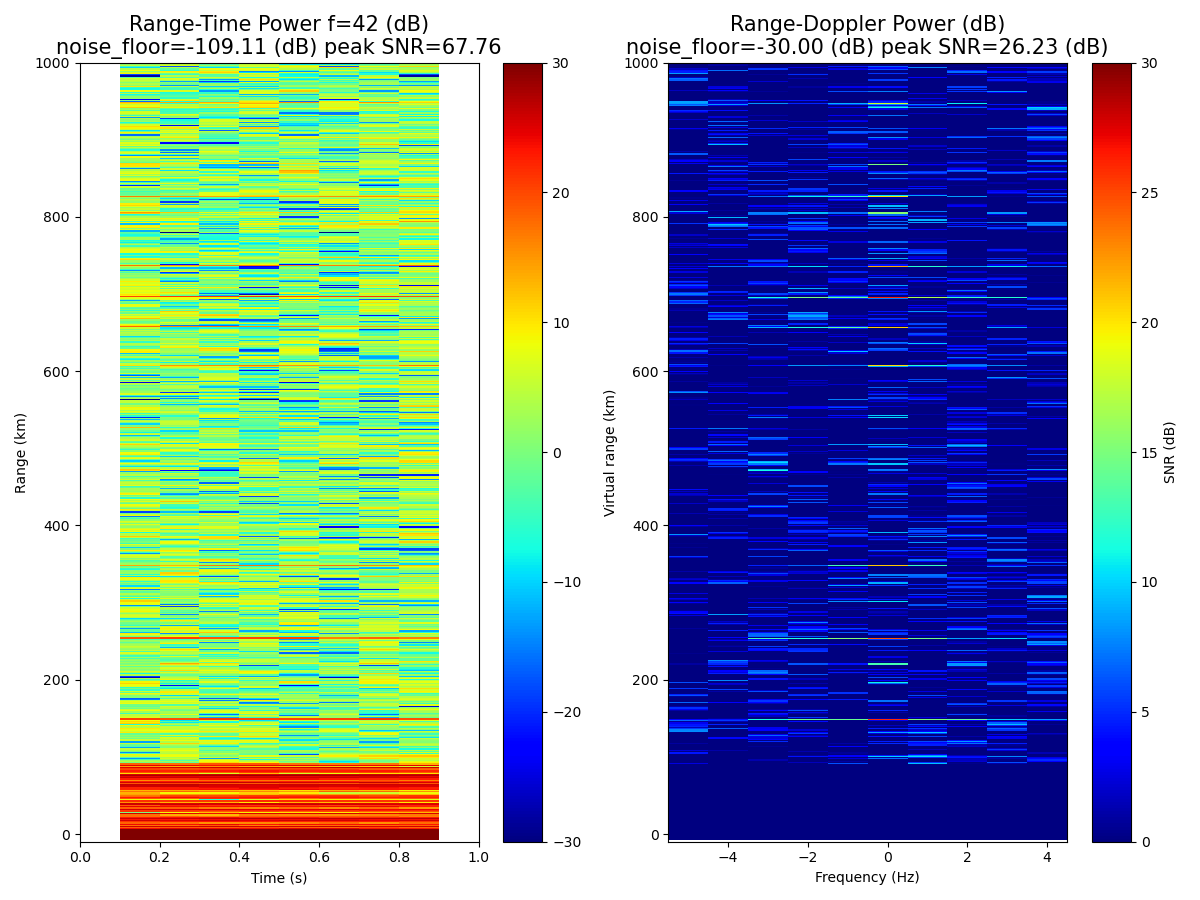 Range-Time Power f=42 (dB)
noise_floor=-109.11 (dB) peak SNR=67.76
Range-Doppler Power (dB)
noise_floor=-30.00 (dB) peak SNR=26.23 (dB)
1000
800
600
400
200
0
Range (km)
0.0 0.2 0.4 0.6 0.8 1.0
Time (s)
30
20
10
0
−10
−20
−30
1000
800
600
400
200
0
Virtual range (km)
−4 −2 0 2 4
Frequency (Hz)
30
25
20
15
10
5
0
SNR (dB)